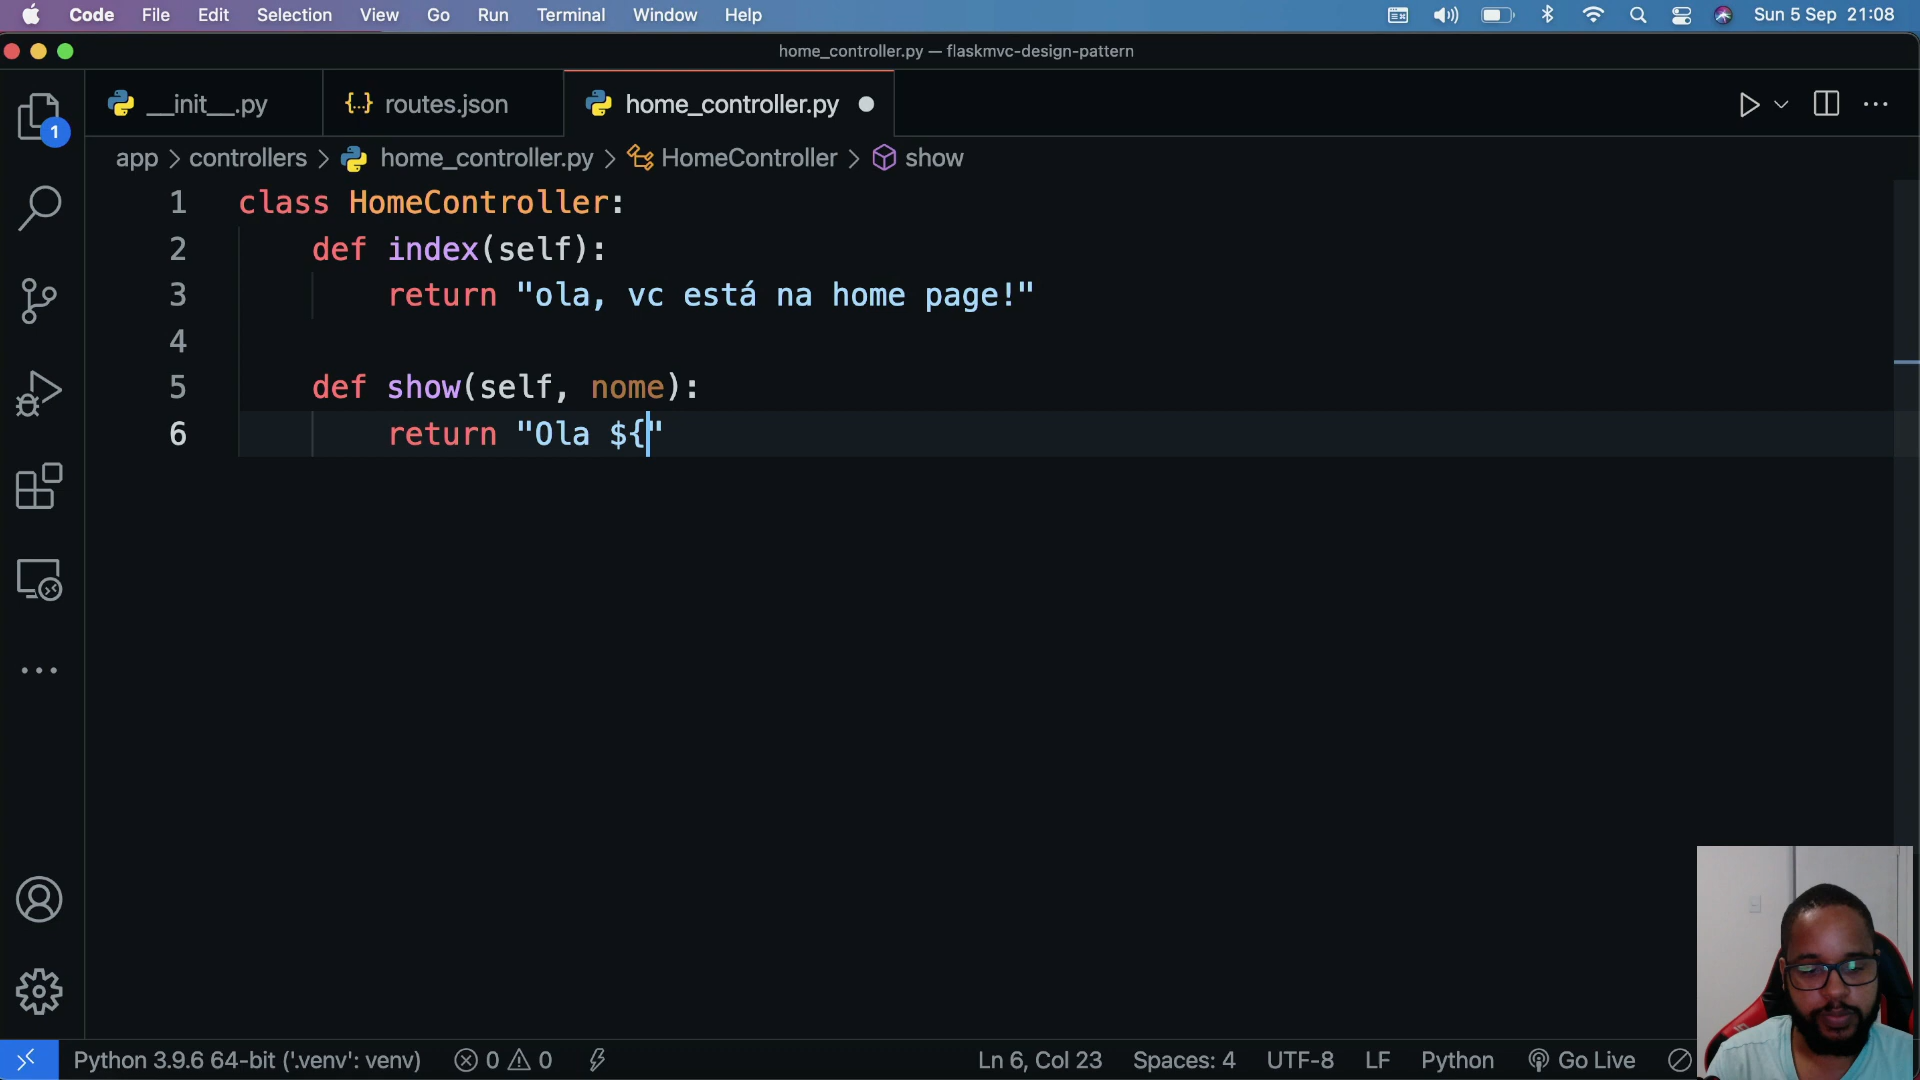 Code File Edit Selection View Go Run Terminal Window Help Sun 5 Sep 21:08
home_controller.py — flaskmvc-design-pattern
__init__.py {..} routes.json home_controller.py
1
app > controllers > home_controller.py > HomeController > show
1 class HomeController:
2 def index(self):
3 return "ola, vc está na home page!"
4
5 def show(self, nome):
6 return "Ola ${"
Python 3.9.6 64-bit ('.venv': venv) 0 0 Ln 6, Col 23 Spaces: 4 UTF-8 LF Python Go Live